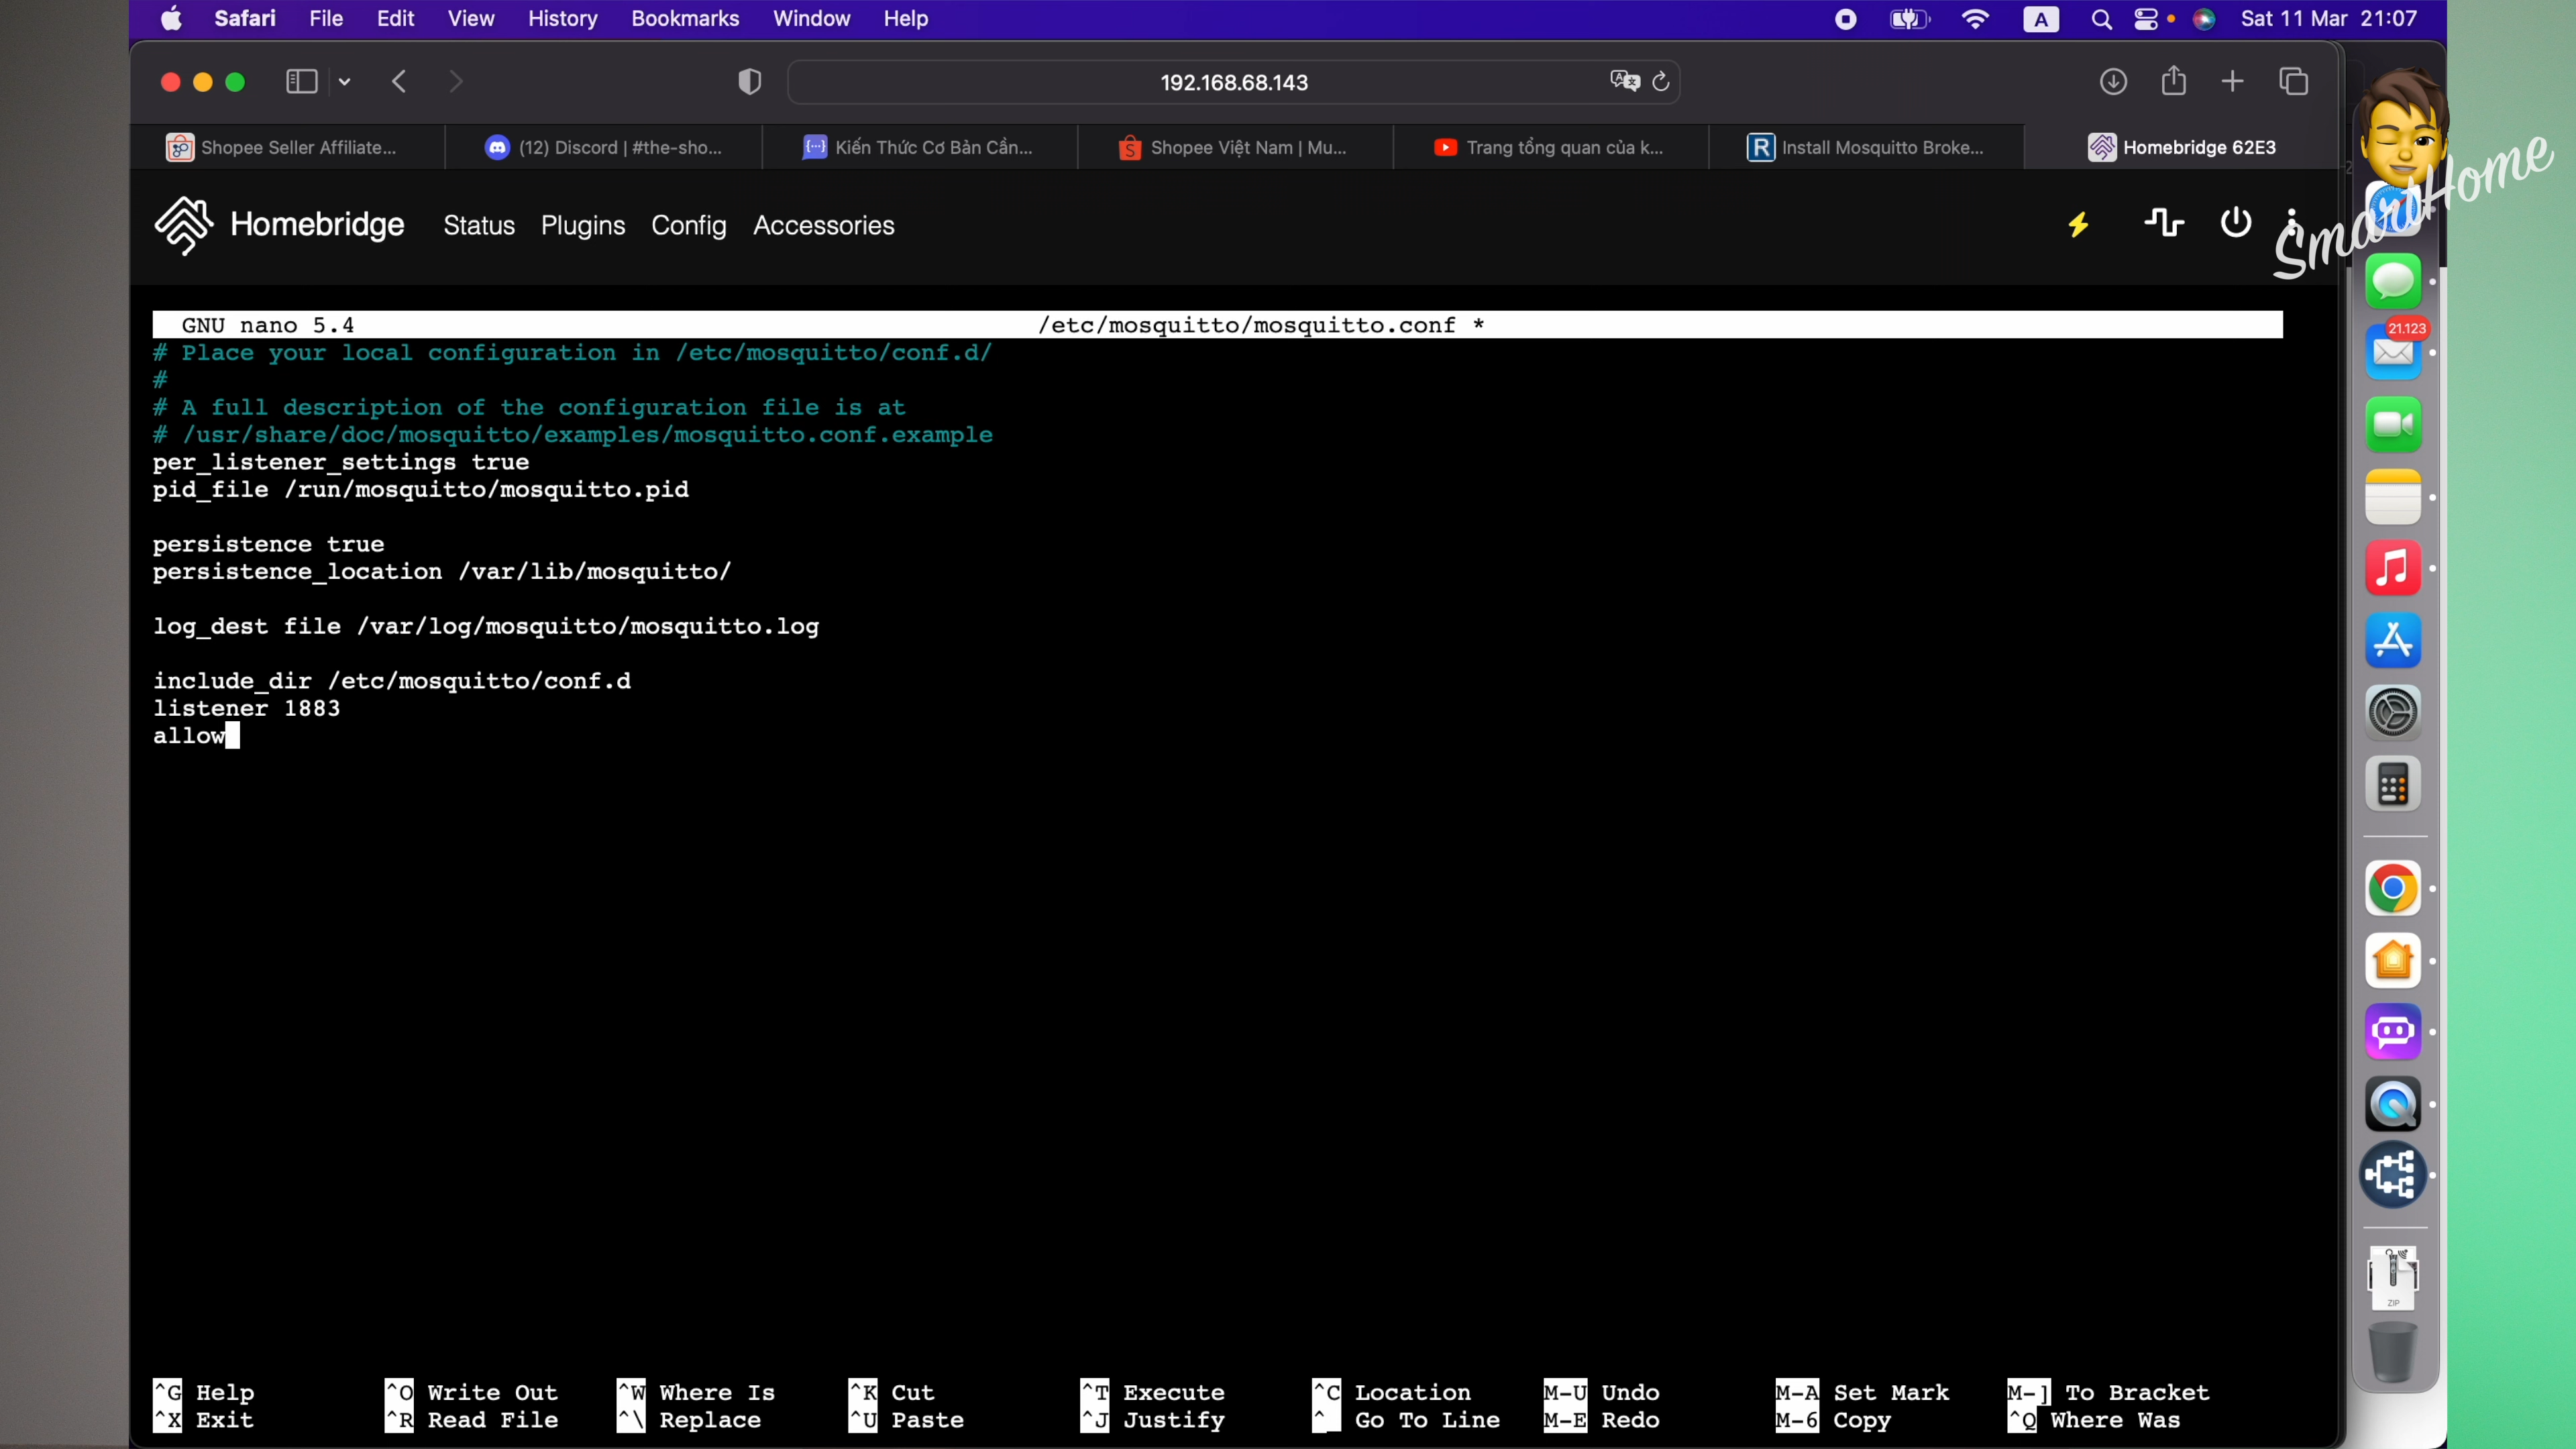 Safari File Edit View History Bookmarks Window Help
A
Sat 11 Mar 21:07
192.168.68.143
Shopee Seller Affiliate...
(12) Discord | #the-sho...
Kiến Thức Cơ Bản Cần...
Shopee Việt Nam | Mu...
Trang tổng quan của k...
R Install Mosquitto Broke...
Homebridge 62E3
SmartHome
Homebridge Status Plugins Config Accessories
GNU nano 5.4 /etc/mosquitto/mosquitto.conf *
# Place your local configuration in /etc/mosquitto/conf.d/
#
# A full description of the configuration file is at
# /usr/share/doc/mosquitto/examples/mosquitto.conf.example
per_listener_settings true
pid_file /run/mosquitto/mosquitto.pid
persistence true
persistence_location /var/lib/mosquitto/
log_dest file /var/log/mosquitto/mosquitto.log
include_dir /etc/mosquitto/conf.d
listener 1883
allow
21.123
ZIP
^G Help ^O Write Out ^W Where Is ^K Cut ^T Execute ^C Location M-U Undo M-A Set Mark M-] To Bracket
^X Exit ^R Read File ^\ Replace ^U Paste ^J Justify ^_ Go To Line M-E Redo M-6 Copy ^Q Where Was